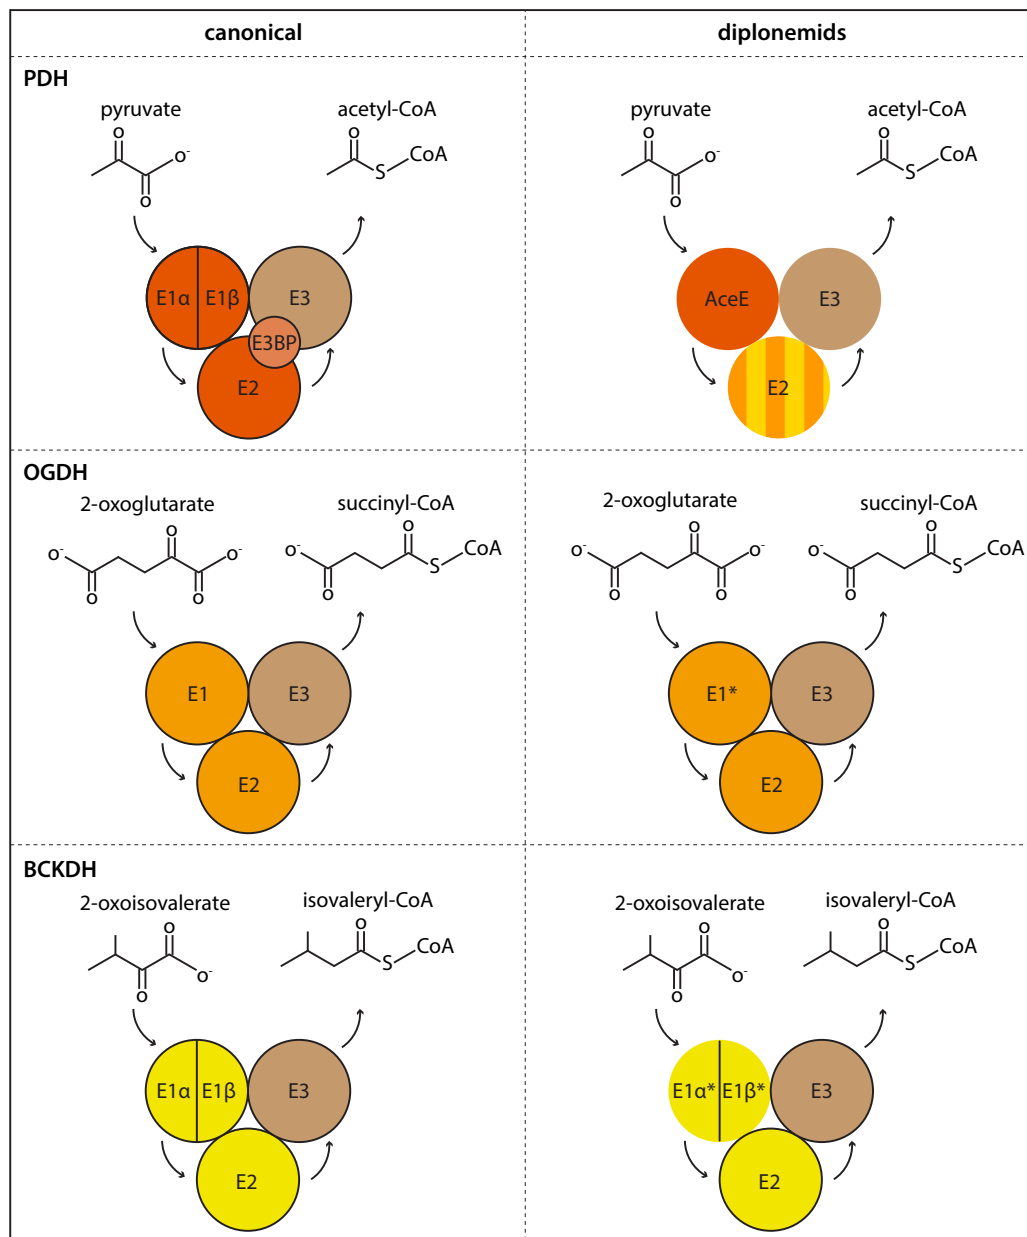 canonical
diplonemids
PDH
pyruvate
acetyl-CoA
O
O⁻
O
O
S
CoA
E1α
E1β
E3
E3BP
E2
pyruvate
acetyl-CoA
O
O⁻
O
O
S
CoA
AceE
E3
E2
OGDH
2-oxoglutarate
succinyl-CoA
O⁻
O
O
O⁻
O
O⁻
O
O
S
CoA
E1
E3
E2
2-oxoglutarate
succinyl-CoA
O⁻
O
O
O⁻
O
O⁻
O
O
S
CoA
E1*
E3
E2
BCKDH
2-oxoisovalerate
isovaleryl-CoA
O
O⁻
O
O
S
CoA
E1α
E1β
E3
E2
2-oxoisovalerate
isovaleryl-CoA
O
O⁻
O
O
S
CoA
E1α*
E1β*
E3
E2